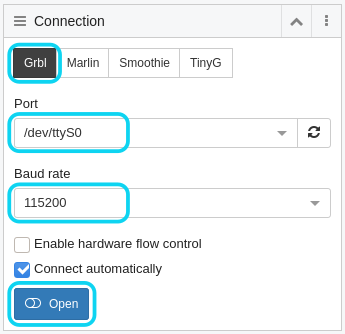 Connection
Grbl Marlin Smoothie TinyG
Port
/dev/ttyS0
Baud rate
115200
Enable hardware flow control
Connect automatically
Open